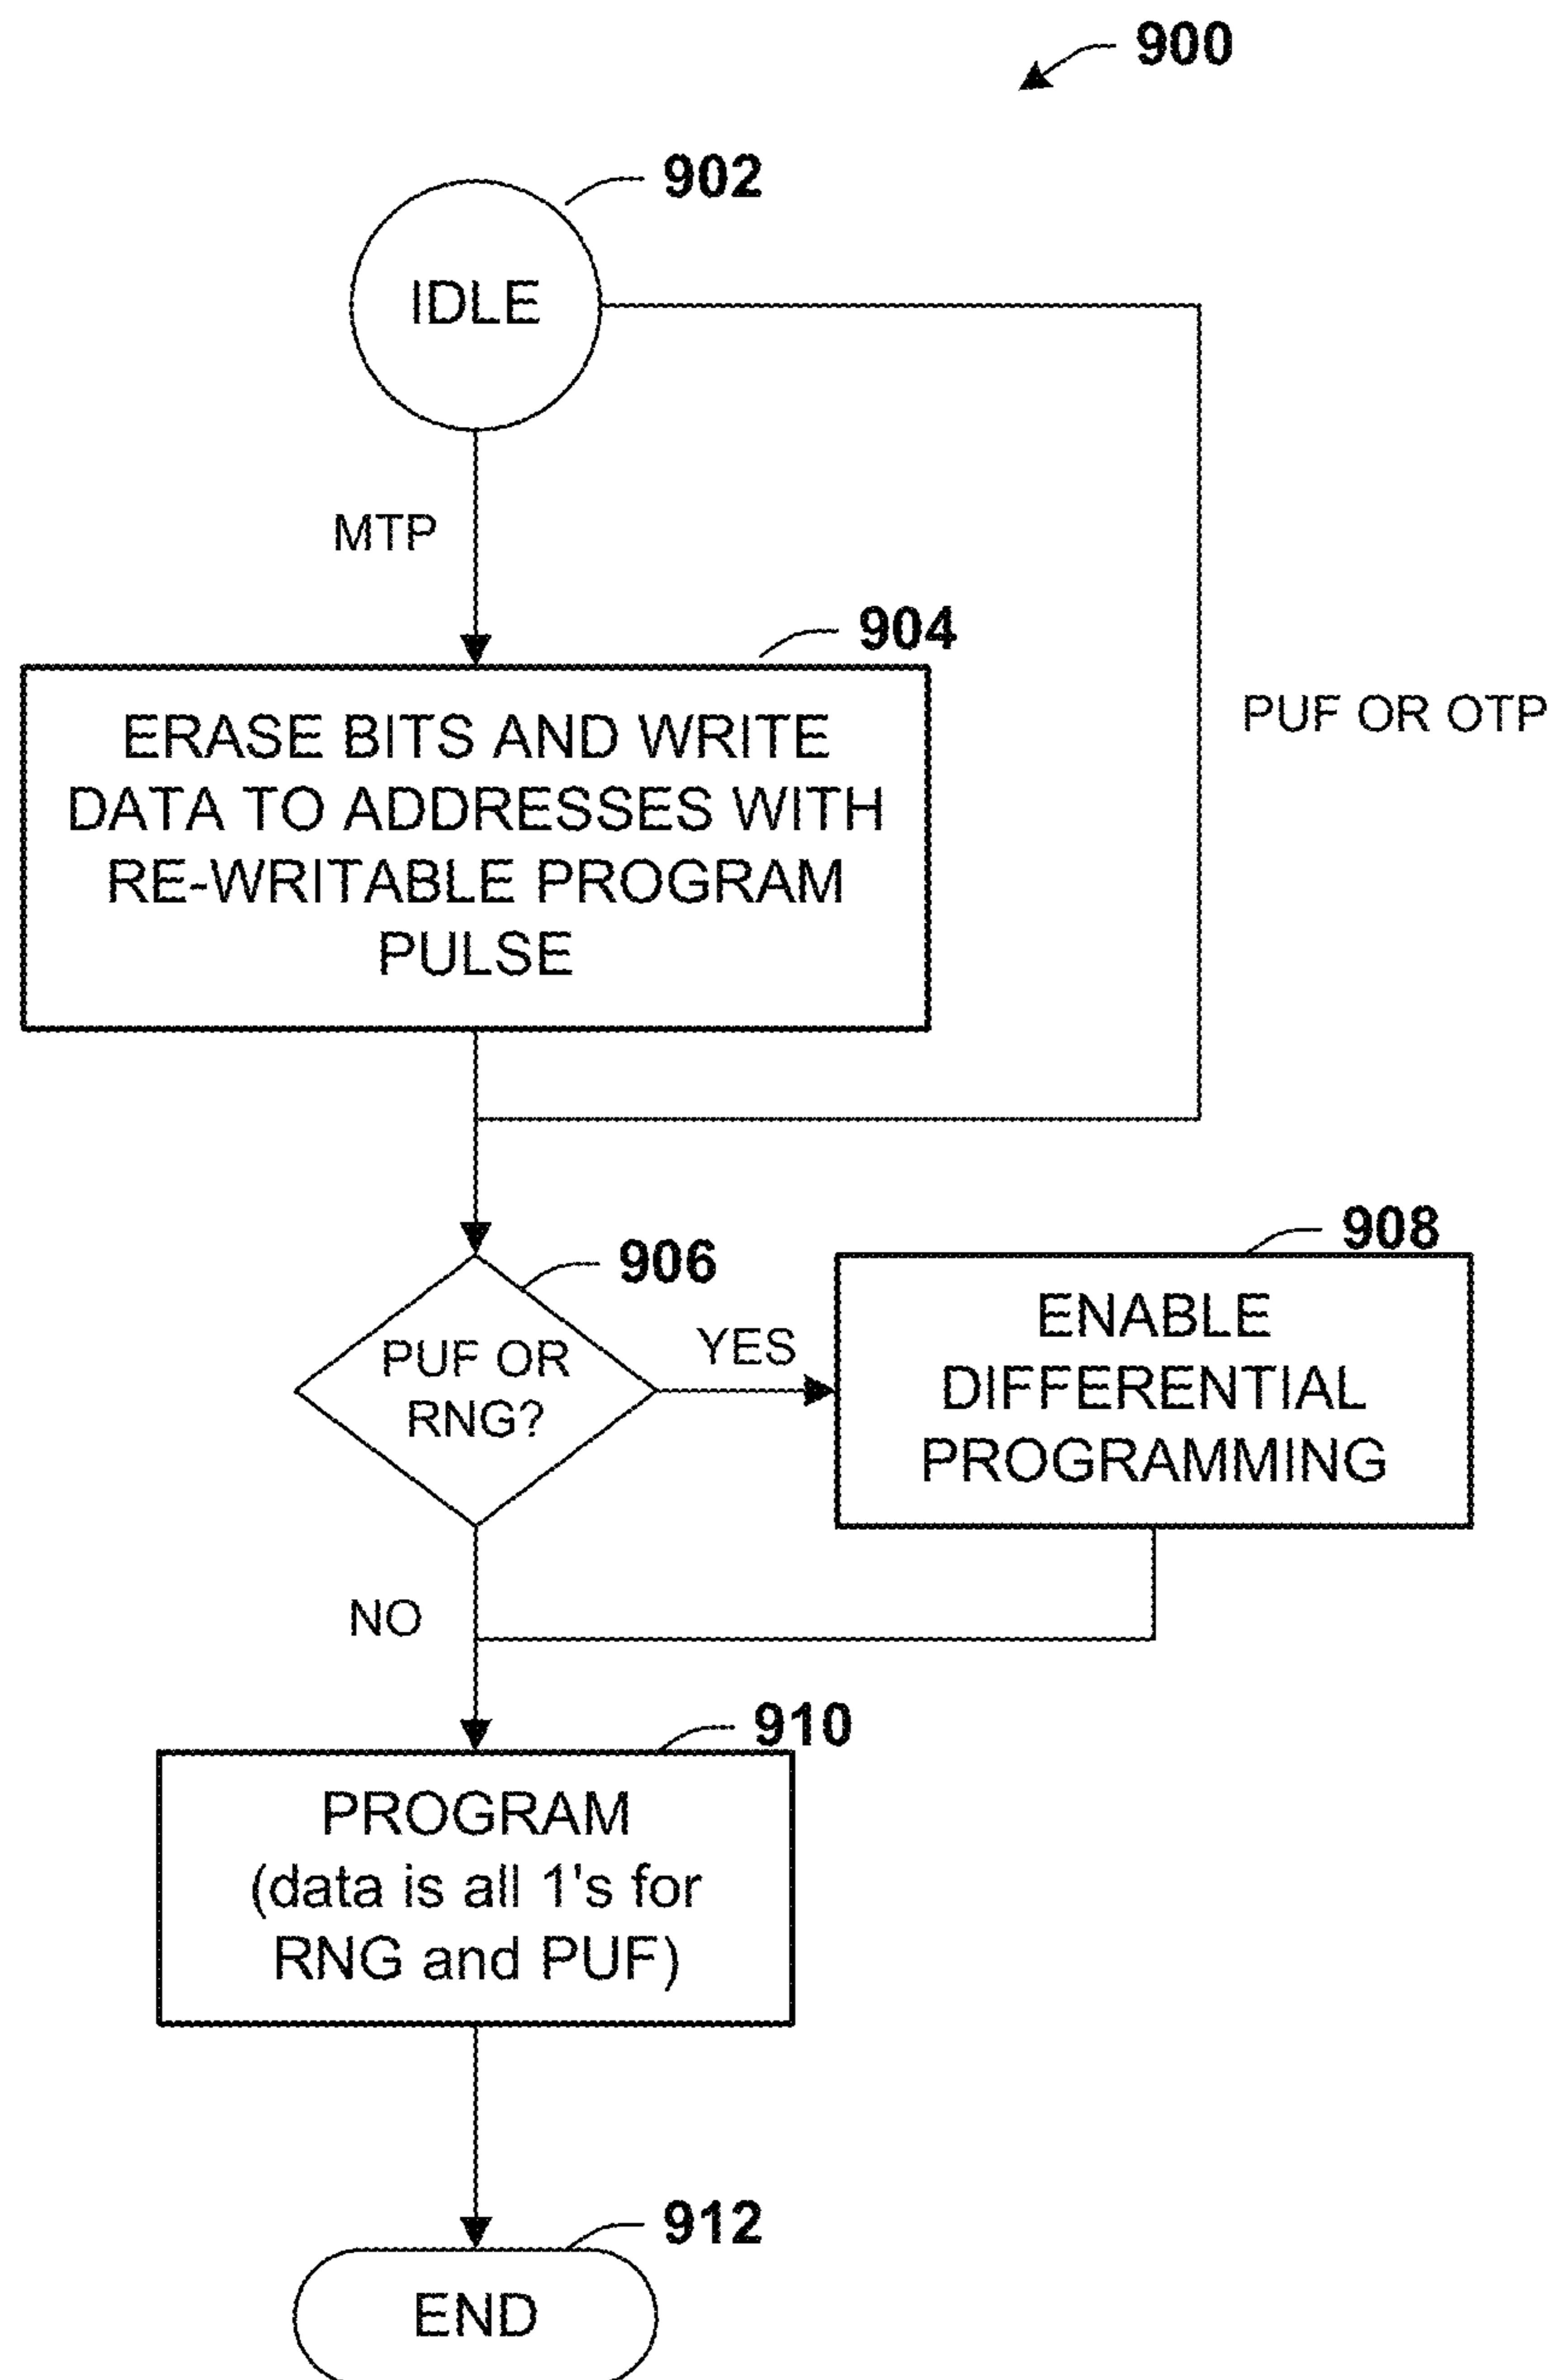 900
902
IDLE
MTP
904
ERASE BITS AND WRITE
DATA TO ADDRESSES WITH
RE-WRITABLE PROGRAM
PULSE
PUF OR OTP
906
PUF OR
RNG?
YES
908
ENABLE
DIFFERENTIAL
PROGRAMMING
NO
910
PROGRAM
(data is all 1's for
RNG and PUF)
912
END